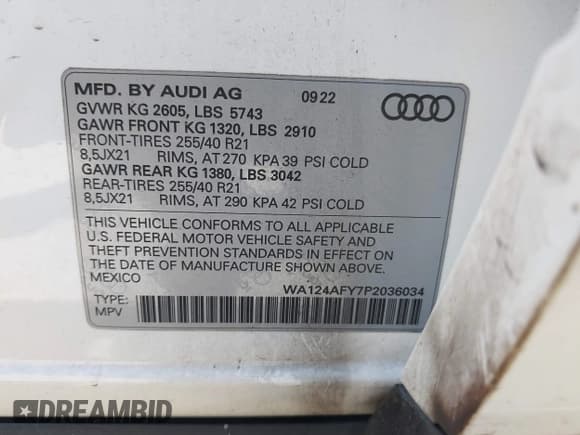 MFD. BY AUDI AG 0922
GVWR KG 2605, LBS 5743
GAWR FRONT KG 1320, LBS 2910
FRONT-TIRES 255/40 R21
8,5JX21 RIMS, AT 270 KPA 39 PSI COLD
GAWR REAR KG 1380, LBS 3042
REAR-TIRES 255/40 R21
8,5JX21 RIMS, AT 290 KPA 42 PSI COLD
THIS VEHICLE CONFORMS TO ALL APPLICABLE
U.S. FEDERAL MOTOR VEHICLE SAFETY AND
THEFT PREVENTION STANDARDS IN EFFECT ON
THE DATE OF MANUFACTURE SHOWN ABOVE.
MEXICO
WA124AFY7P2036034
TYPE:
MPV
DREAMBID